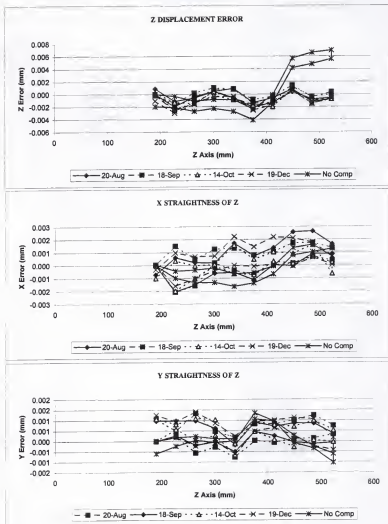 Z DISPLACEMENT ERROR
0.008
0.006
0.004
0.002
0.000
-0.002
-0.004
-0.006
Z Error (mm)
100 200 300 400 500 600
Z Axis (mm)
20-Aug 18-Sep 14-Oct 19-Dec No Comp
X STRAIGHTNESS OF Z
0.003
0.002
0.001
0.000
-0.001
-0.002
-0.003
X Error (mm)
100 200 300 400 500 600
Z Axis (mm)
20-Aug 18-Sep 14-Oct 19-Dec No Comp
Y STRAIGHTNESS OF Z
0.002
0.002
0.001
0.001
0.000
-0.001
-0.001
-0.002
Y Error (mm)
100 200 300 400 500 600
Z Axis (mm)
20-Aug 18-Sep 14-Oct 19-Dec No Comp